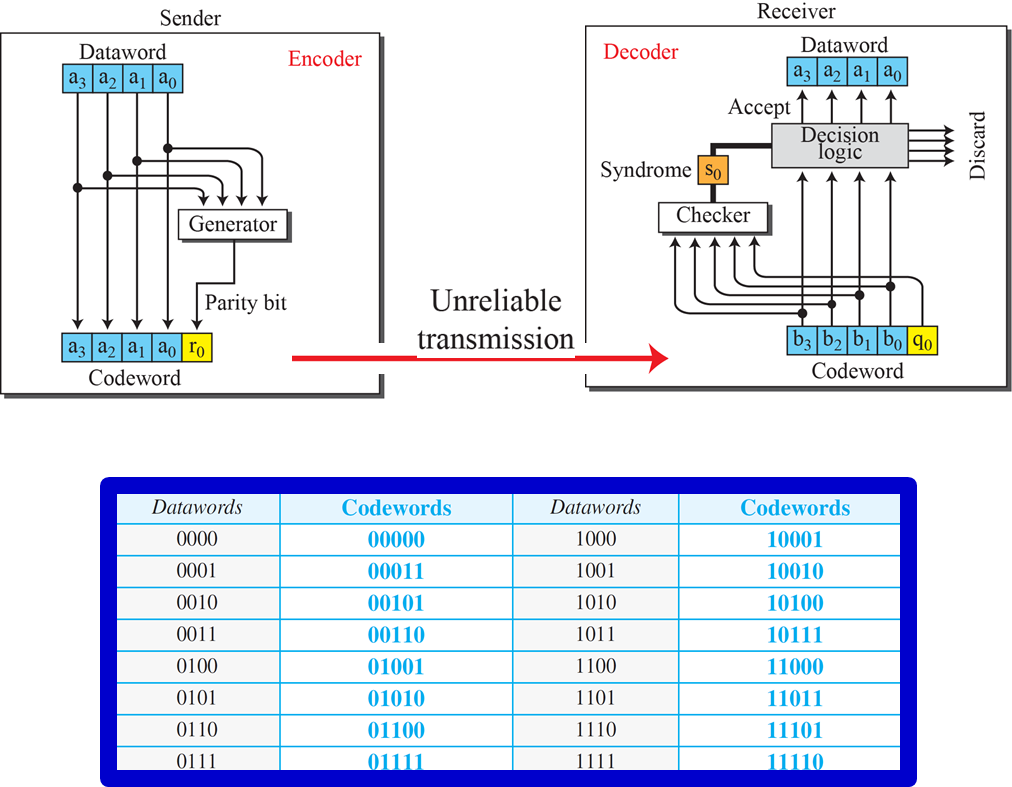 Sender
Dataword
Encoder
a3 a2 a1 a0
Generator
Parity bit
a3 a2 a1 a0 r0
Codeword
Unreliable
transmission
Receiver
Decoder
Dataword
a3 a2 a1 a0
Accept
Decision
logic
Discard
Syndrome
s0
Checker
b3 b2 b1 b0 q0
Codeword
Datawords Codewords Datawords Codewords
0000 00000 1000 10001
0001 00011 1001 10010
0010 00101 1010 10100
0011 00110 1011 10111
0100 01001 1100 11000
0101 01010 1101 11011
0110 01100 1110 11101
0111 01111 1111 11110